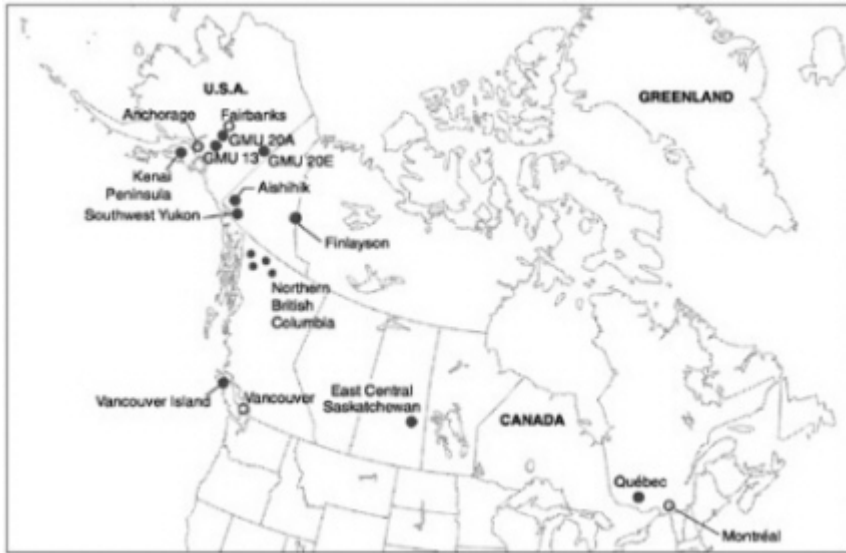 U.S.A.
GREENLAND
Anchorage
Fairbanks
GMU 20A
GMU 13
GMU 20E
Kenai
Peninsula
Aishihik
Southwest Yukon
Finlayson
Northern
British
Columbia
Vancouver Island
Vancouver
East Central
Saskatchewan
CANADA
Québec
Montréal